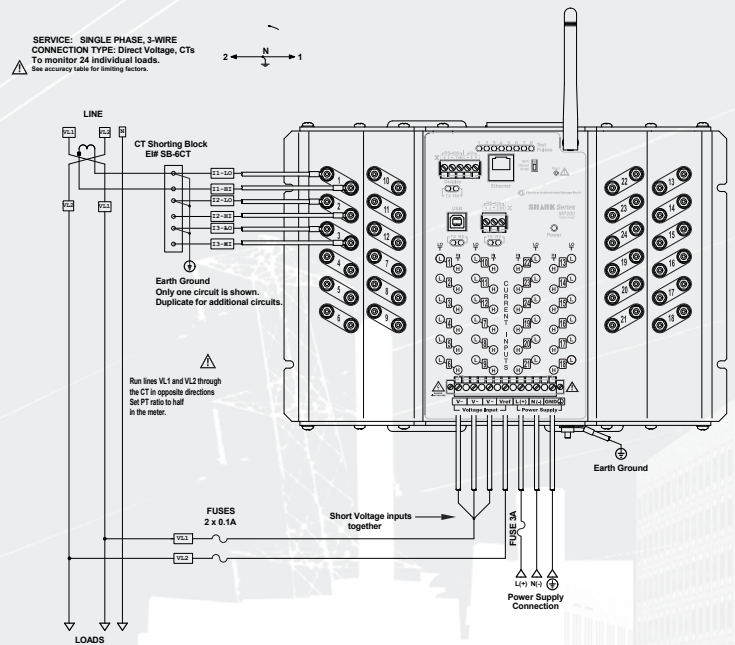 SERVICE: SINGLE PHASE, 3-WIRE
CONNECTION TYPE: Direct Voltage, CTs
To monitor 24 individual loads.
See accuracy table for limiting factors.
2 N 1
LINE
VL1 VL2 N
CT Shorting Block
EI# SB-6CT
I1-LO
I1-HI
I2-LO
I2-HI
I3-LO
I3-HI
VL2 VL1
Earth Ground
Only one circuit is shown.
Duplicate for additional circuits.
Run lines VL1 and VL2 through
the CT in opposite directions
Set PT ratio to half
in the meter.
1 10
2 11
3 12
4 7
5 8
6 9
Test
Pulses
Ethernet
USB
SHARK Series
Power
CURRENT INPUTS
22 13
23 14
24 15
19 16
20 17
21 18
V~ V~ V~ Vref L(+) N(-) GND
Voltage Input Power Supply
Earth Ground
FUSES
2 x 0.1A
VL1
VL2
Short Voltage inputs
together
FUSE 3A
L(+) N(-)
Power Supply
Connection
LOADS